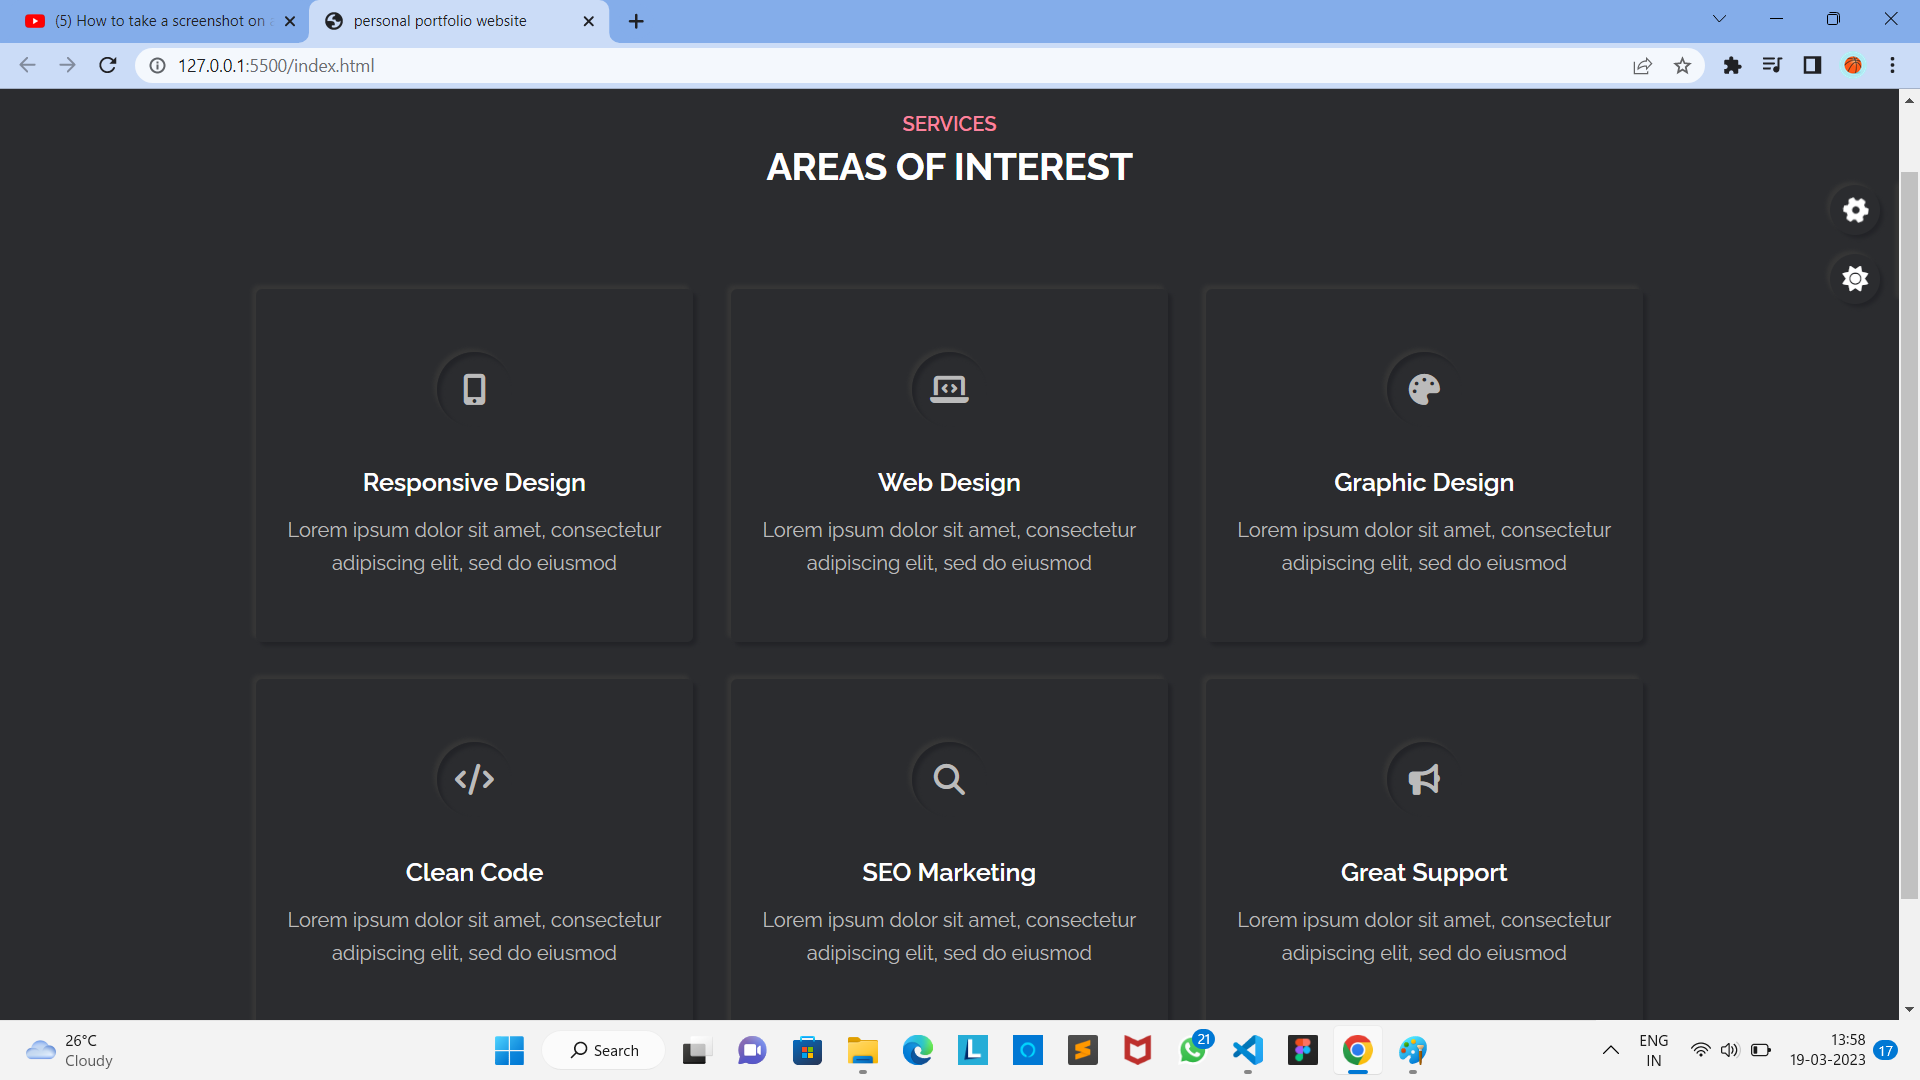 (5) How to take a screenshot on
personal portfolio website
127.0.0.1:5500/index.html
SERVICES
AREAS OF INTEREST
Responsive Design
Lorem ipsum dolor sit amet, consectetur
adipiscing elit, sed do eiusmod
Web Design
Lorem ipsum dolor sit amet, consectetur
adipiscing elit, sed do eiusmod
Graphic Design
Lorem ipsum dolor sit amet, consectetur
adipiscing elit, sed do eiusmod
Clean Code
Lorem ipsum dolor sit amet, consectetur
adipiscing elit, sed do eiusmod
SEO Marketing
Lorem ipsum dolor sit amet, consectetur
adipiscing elit, sed do eiusmod
Great Support
Lorem ipsum dolor sit amet, consectetur
adipiscing elit, sed do eiusmod
26°C
Cloudy
Search
21
ENG
IN
13:58
19-03-2023
17